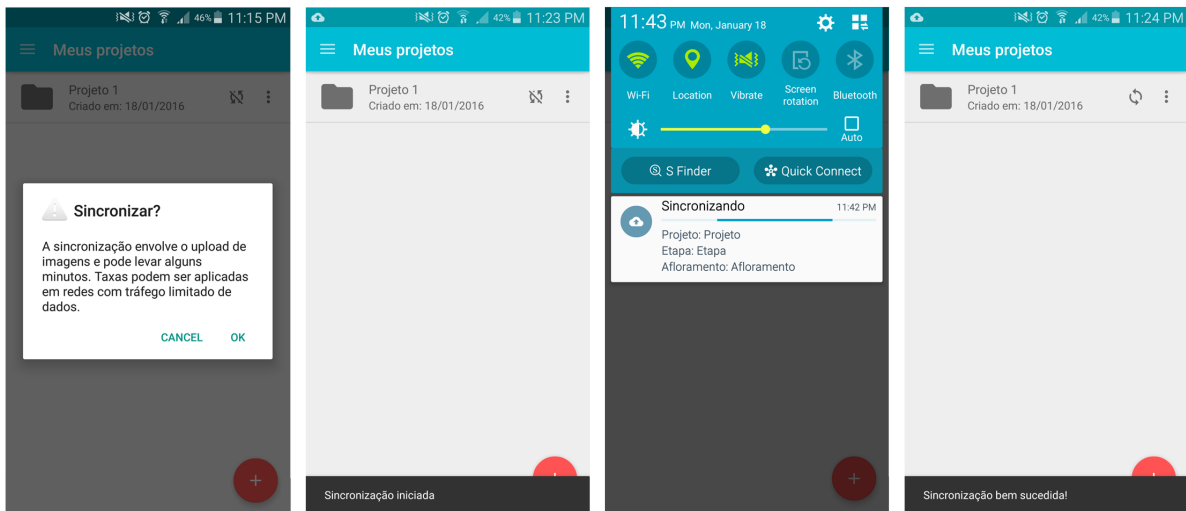 46% 11:15 PM
Meus projetos
Projeto 1
Criado em: 18/01/2016
Sincronizar?
A sincronização envolve o upload de
imagens e pode levar alguns
minutos. Taxas podem ser aplicadas
em redes com tráfego limitado de
dados.
CANCEL OK
+
42% 11:23 PM
Meus projetos
Projeto 1
Criado em: 18/01/2016
Sincronização iniciada
11:43 PM Mon, January 18
Wi-Fi Location Vibrate Screen rotation Bluetooth
Auto
S Finder Quick Connect
Sincronizando 11:42 PM
Projeto: Projeto
Etapa: Etapa
Afloramento: Afloramento
+
42% 11:24 PM
Meus projetos
Projeto 1
Criado em: 18/01/2016
Sincronização bem sucedida!